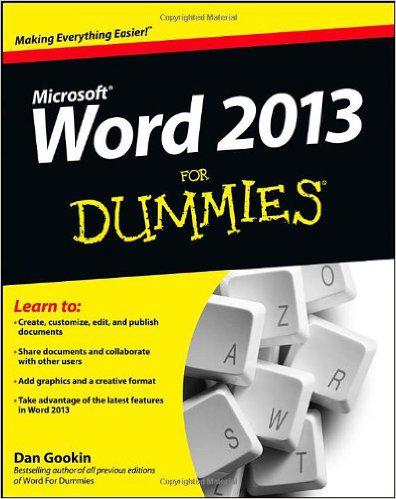 Copyrighted Material
Making Everything Easier!™
Microsoft®
Word 2013
FOR
DUMMIES®
Learn to:
• Create, customize, edit, and publish
documents
• Share documents and collaborate
with other users
• Add graphics and a creative format
• Take advantage of the latest features
in Word 2013
Dan Gookin
Bestselling author of all previous editions
of Word For Dummies
O
Z
A
R
W
S
T
Copyrighted Material